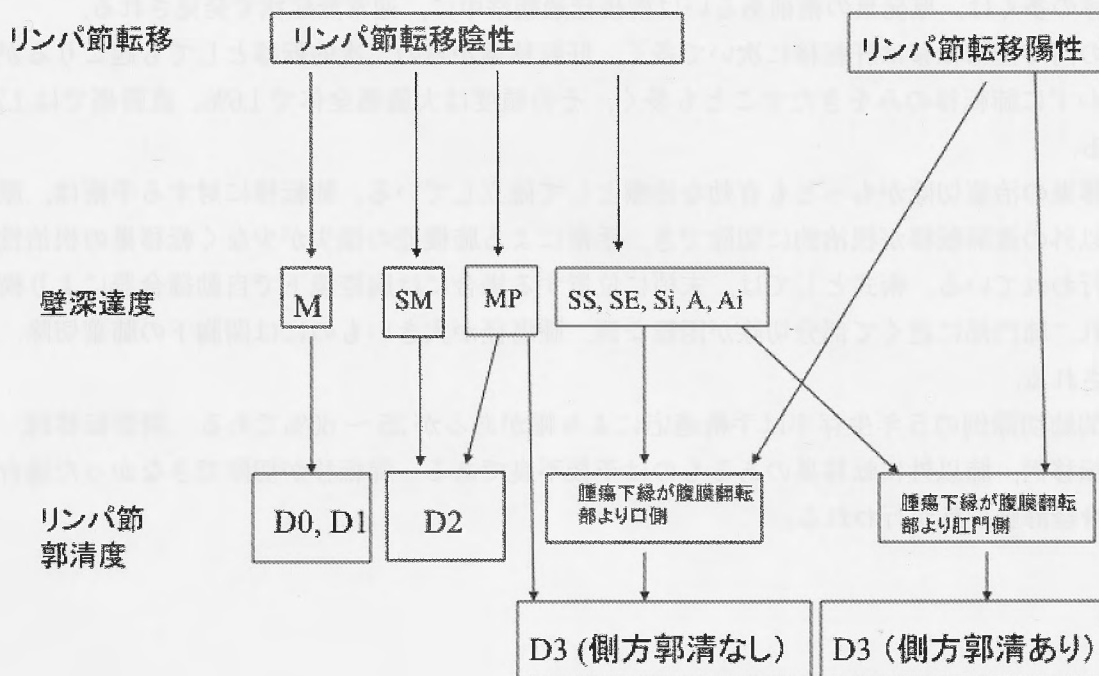 リンパ節転移
リンパ節転移陰性
リンパ節転移陽性
壁深達度
M
SM
MP
SS, SE, Si, A, Ai
リンパ節
郭清度
D0, D1
D2
腫瘍下縁が腹膜翻転
部より口側
腫瘍下縁が腹膜翻転
部より肛門側
D3 (側方郭清なし)
D3 (側方郭清あり)